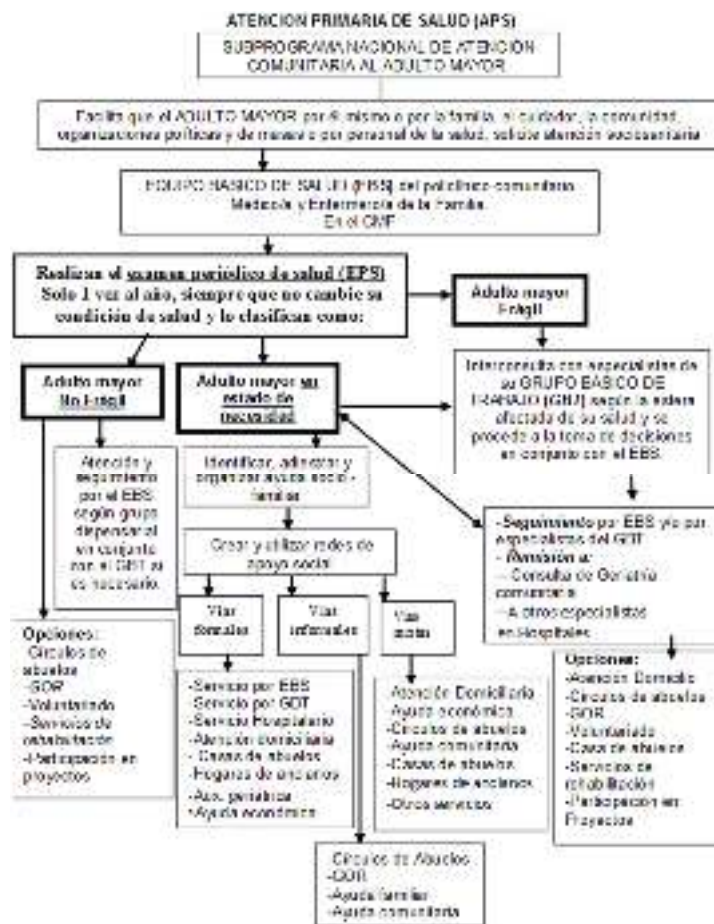 ATENCION PRIMARIA DE SALUD (APS)
SUBPROGRAMA NACIONAL DE ATENCION
COMUNITARIA AL ADULTO MAYOR
Facilita que el ADULTO MAYOR por él mismo o por la familia, el cuidador, la comunidad,
organizaciones políticas y de masas o por personal de la salud, solicite atención sociosanitaria
EQUIPO BASICO DE SALUD (EBS) del policlínico comunitario
Médico/a y Enfermero/a de la Familia
En el CMF
Realizan el examen periódico de salud (EPS)
Solo 1 ver al año, siempre que no cambie su
condición de salud y lo clasifican como:
Adulto mayor
Frágil
Adulto mayor
No Frágil
Adulto mayor en
estado de
necesidad
Interconsulta con especialistas de
su GRUPO BASICO DE
TRABAJO (GBT) según la esfera
afectada de su salud y se
procede a la toma de decisiones
en conjunto con el EBS.
Atención y
seguimiento
por el EBS
según grupo
dispensarial
en conjunto
con el GBT si
es necesario.
Identificar, adiestrar y
organizar ayuda socio -
familiar
Crear y utilizar redes de
apoyo social
-Seguimiento por EBS y/o por
especialistas del GBT
- Remisión a:
- Consulta de Geriatría
comunitaria
-A otros especialistas
en Hospitales
Vías
formales
Vías
informales
Vías
mixtas
Opciones:
-Círculos de
abuelos
-GOR
-Voluntariado
-Servicios de
rehabilitación
-Participación en
proyectos
-Servicio por EBS
-Servicio por GBT
-Servicio Hospitalario
-Atención domiciliaria
- Casas de abuelos
-Hogares de ancianos
-Aux. geriátrica
-Ayuda económica
-Atención Domiciliaria
-Ayuda económica
-Círculos de abuelos
-Ayuda comunitaria
-Casas de abuelos
-Hogares de ancianos
-Otros servicios
Opciones:
-Atención Domicilio
-Círculos de abuelos
-GOR
-Voluntariado
-Casa de abuelos
-Servicios de
rehabilitación
-Participación en
Proyectos
-Círculos de Abuelos
-GOR
-Ayuda familiar
-Ayuda comunitaria